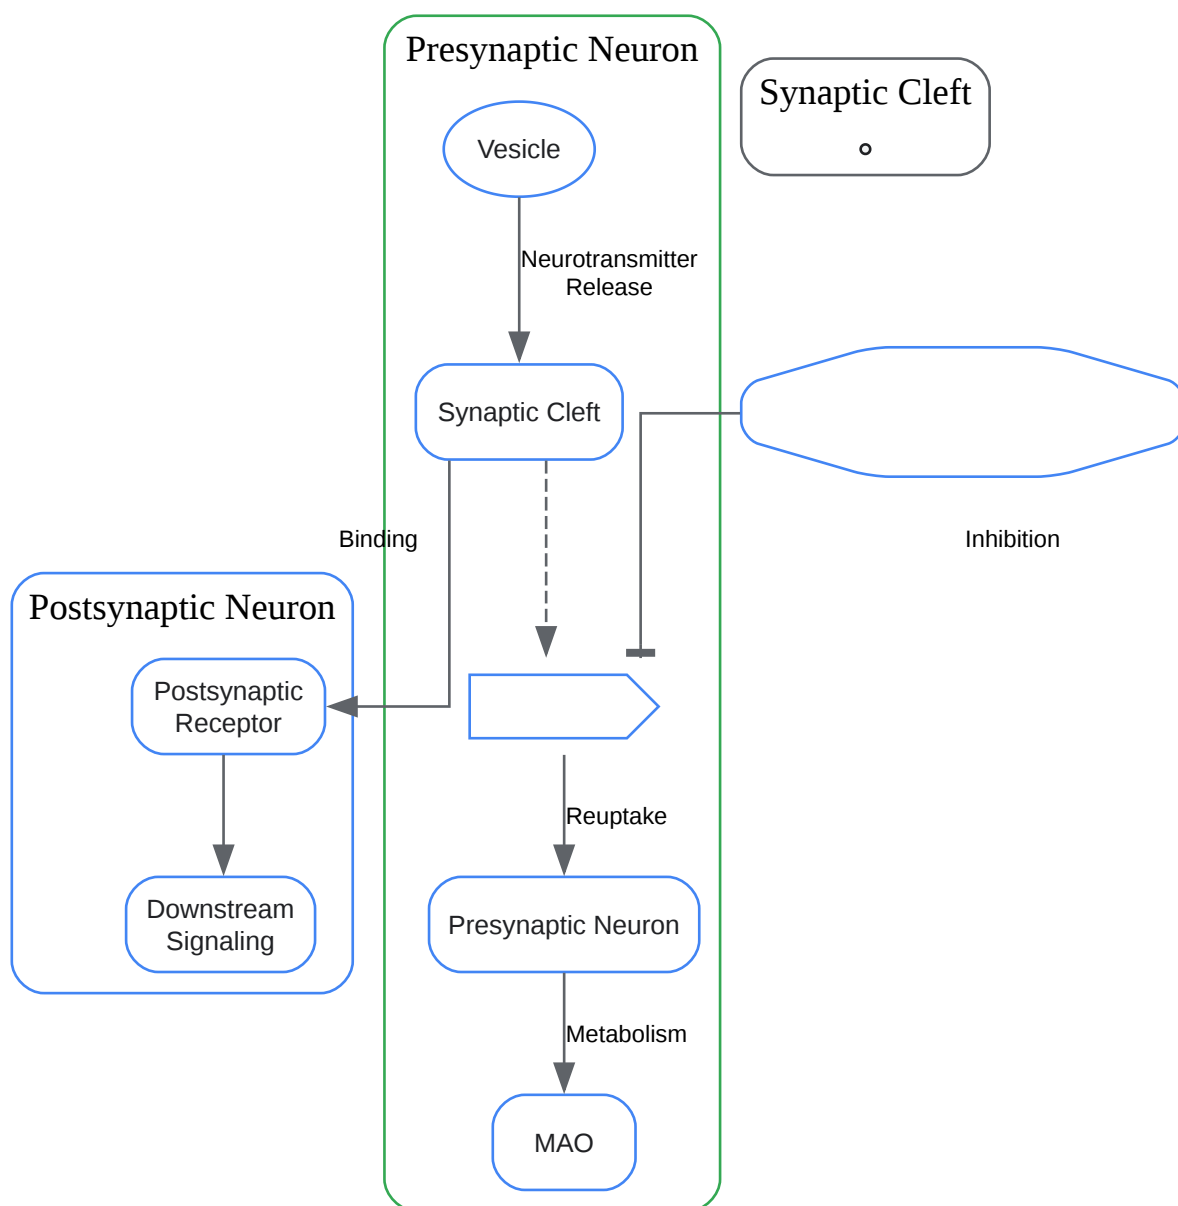 Presynaptic Neuron
Synaptic Cleft
Vesicle
Neurotransmitter
Release
Synaptic Cleft
Binding
Inhibition
Postsynaptic Neuron
Postsynaptic
Receptor
Reuptake
Downstream
Signaling
Presynaptic Neuron
Metabolism
MAO